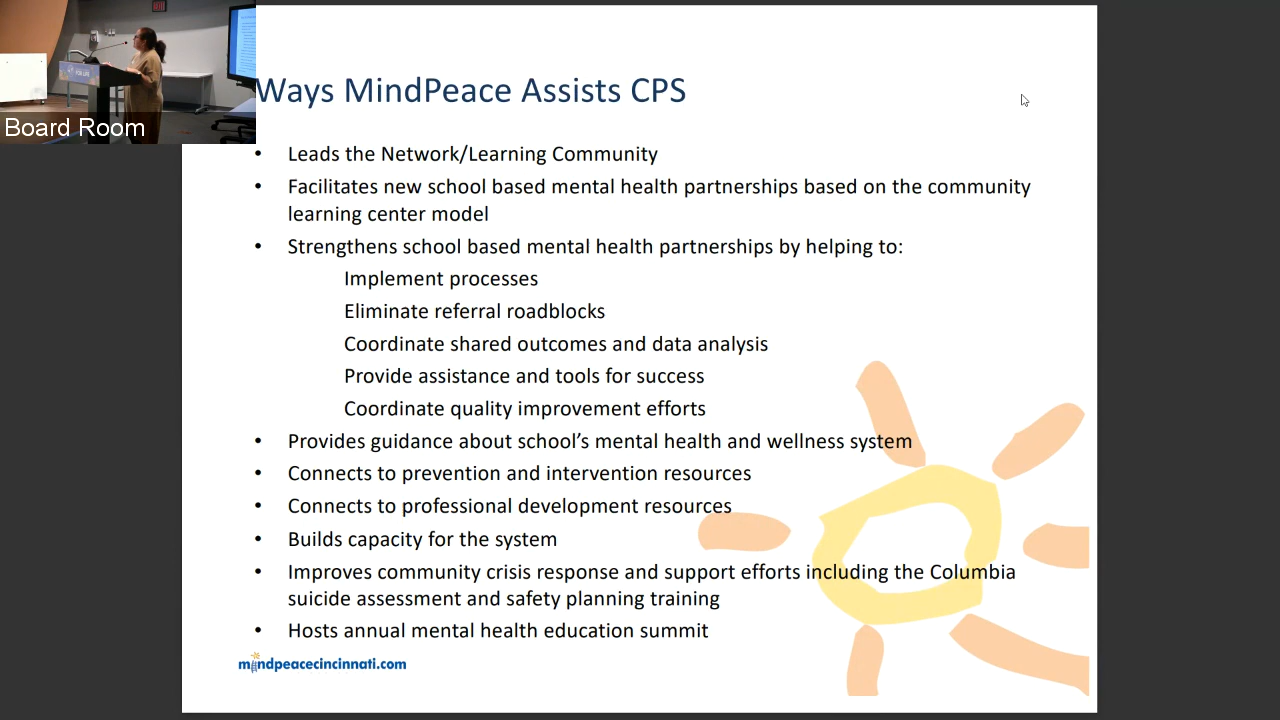 Board Room
Ways MindPeace Assists CPS
• Leads the Network/Learning Community
• Facilitates new school based mental health partnerships based on the community
learning center model
• Strengthens school based mental health partnerships by helping to:
Implement processes
Eliminate referral roadblocks
Coordinate shared outcomes and data analysis
Provide assistance and tools for success
Coordinate quality improvement efforts
• Provides guidance about school’s mental health and wellness system
• Connects to prevention and intervention resources
• Connects to professional development resources
• Builds capacity for the system
• Improves community crisis response and support efforts including the Columbia
suicide assessment and safety planning training
• Hosts annual mental health education summit
mindpeacecincinnati.com